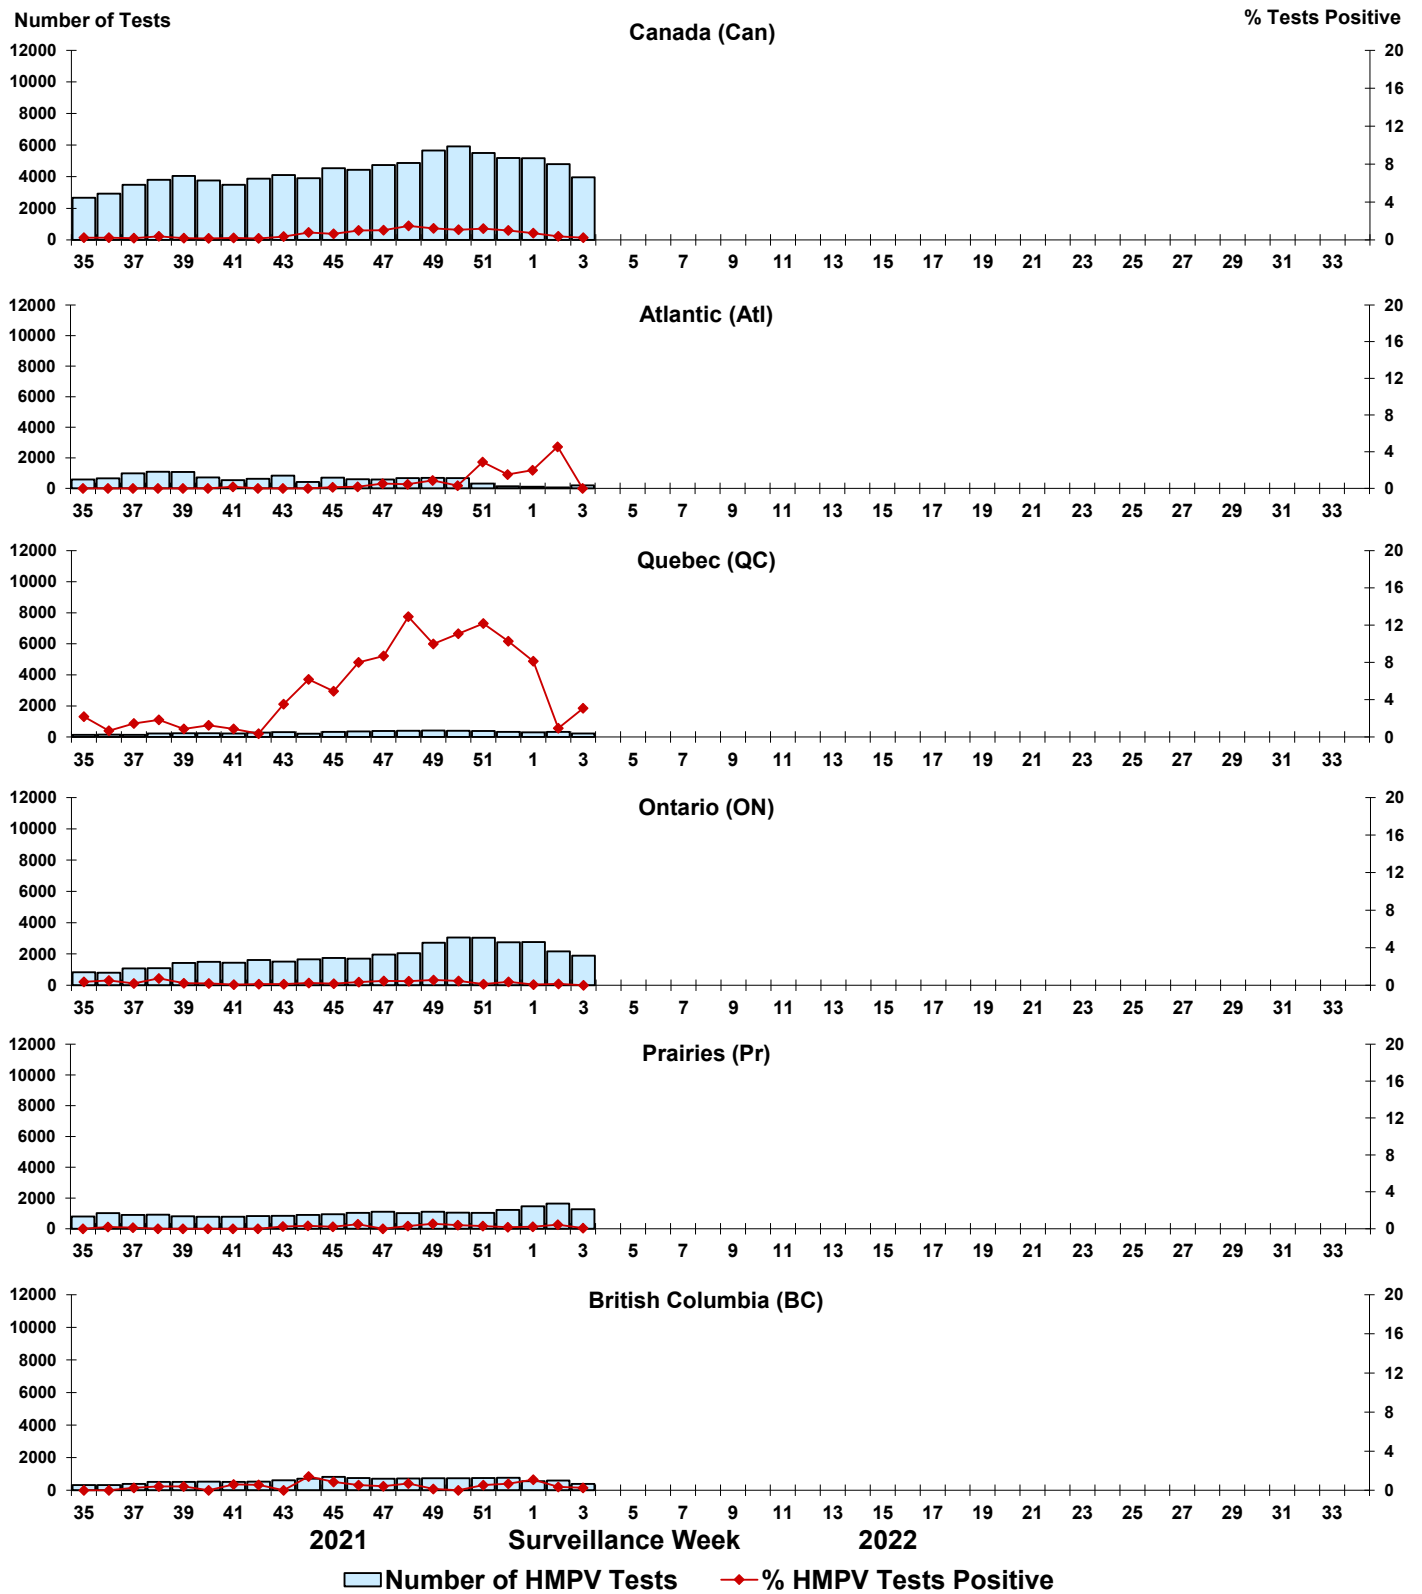 Number of Tests
% Tests Positive
Canada (Can)
12000 20
10000 16
8000 12
6000 8
4000 4
2000 0
0
35 37 39 41 43 45 47 49 51 1 3 5 7 9 11 13 15 17 19 21 23 25 27 29 31 33
Atlantic (Atl)
12000 20
10000 16
8000 12
6000 8
4000 4
2000 0
0
35 37 39 41 43 45 47 49 51 1 3 5 7 9 11 13 15 17 19 21 23 25 27 29 31 33
Quebec (QC)
12000 20
10000 16
8000 12
6000 8
4000 4
2000 0
0
35 37 39 41 43 45 47 49 51 1 3 5 7 9 11 13 15 17 19 21 23 25 27 29 31 33
Ontario (ON)
12000 20
10000 16
8000 12
6000 8
4000 4
2000 0
0
35 37 39 41 43 45 47 49 51 1 3 5 7 9 11 13 15 17 19 21 23 25 27 29 31 33
Prairies (Pr)
12000 20
10000 16
8000 12
6000 8
4000 4
2000 0
0
35 37 39 41 43 45 47 49 51 1 3 5 7 9 11 13 15 17 19 21 23 25 27 29 31 33
British Columbia (BC)
12000 20
10000 16
8000 12
6000 8
4000 4
2000 0
0
35 37 39 41 43 45 47 49 51 1 3 5 7 9 11 13 15 17 19 21 23 25 27 29 31 33
2021 Surveillance Week 2022
Number of HMPV Tests % HMPV Tests Positive